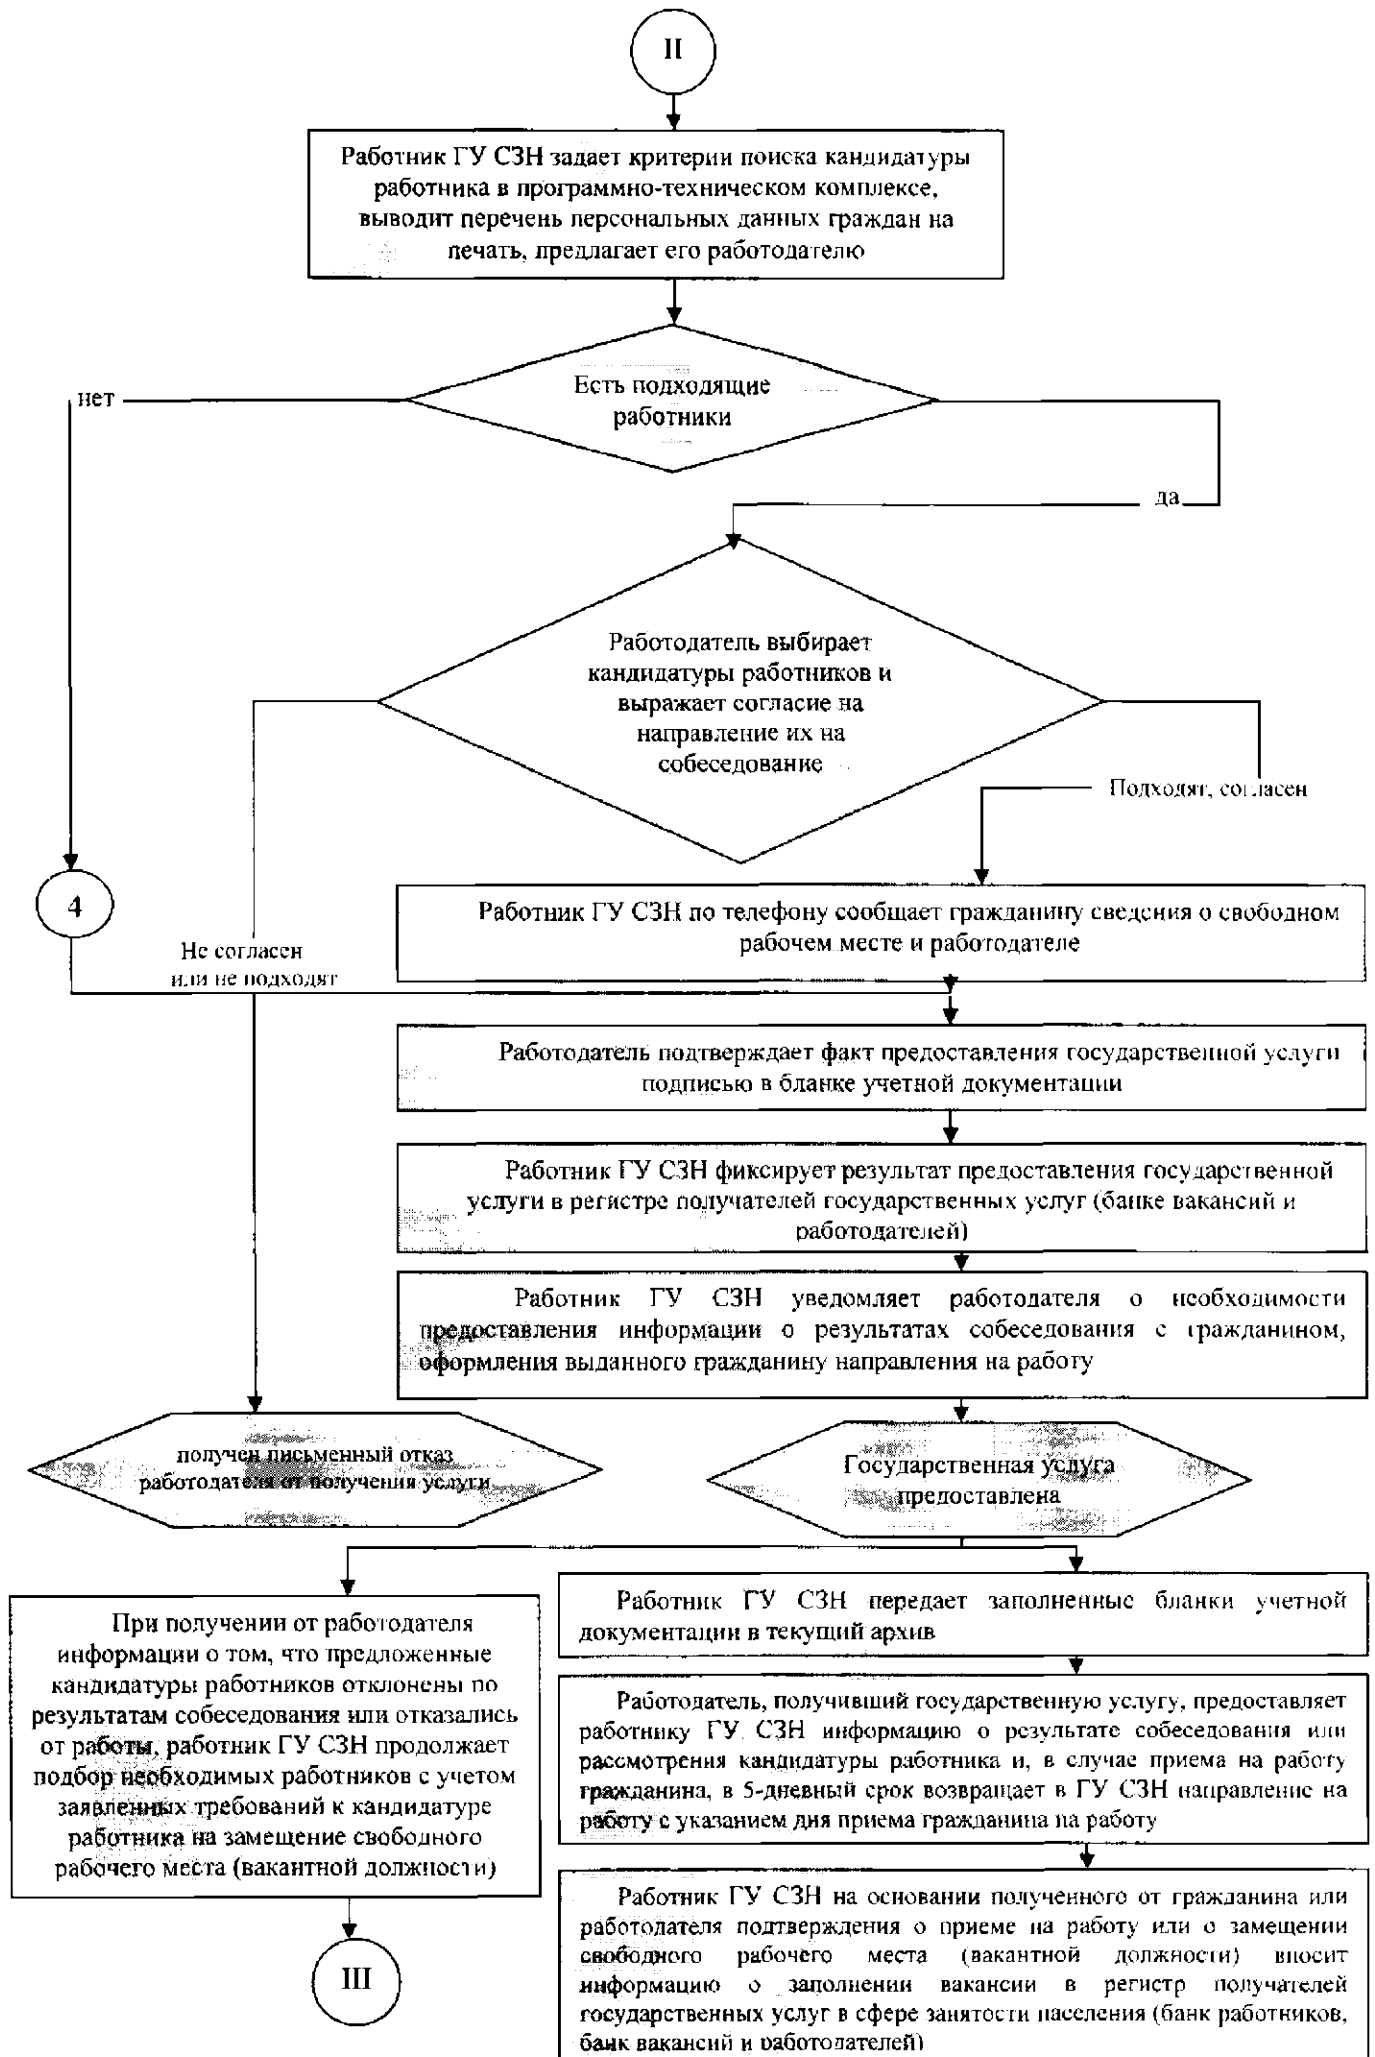 II
Работник ГУ СЗН задает критерии поиска кандидатуры
работника в программно-техническом комплексе,
выводит перечень персональных данных граждан на
печать, предлагает его работодателю
Есть подходящие
работники
нет
да
Работодатель выбирает
кандидатуры работников и
выражает согласие на
направление их на
собеседование
Подходят, согласен
4
Работник ГУ СЗН по телефону сообщает гражданину сведения о свободном
рабочем месте и работодателе
Не согласен
или не подходят
Работодатель подтверждает факт предоставления государственной услуги
подписью в бланке учетной документации
Работник ГУ СЗН фиксирует результат предоставления государственной
услуги в регистре получателей государственных услуг (банке вакансий и
работодателей)
Работник ГУ СЗН уведомляет работодателя о необходимости
предоставления информации о результатах собеседования с гражданином,
оформления выданного гражданину направления на работу
получен письменный отказ
работодателя от получения услуги
Государственная услуга
предоставлена
При получении от работодателя
информации о том, что предложенные
кандидатуры работников отклонены по
результатам собеседования или отказались
от работы, работник ГУ СЗН продолжает
подбор необходимых работников с учетом
заявленных требований к кандидатуре
работника на замещение свободного
рабочего места (вакантной должности)
III
Работник ГУ СЗН передает заполненные бланки учетной
документации в текущий архив
Работодатель, получивший государственную услугу, предоставляет
работнику ГУ СЗН информацию о результате собеседования или
рассмотрения кандидатуры работника и, в случае приема на работу
гражданина, в 5-дневный срок возвращает в ГУ СЗН направление на
работу с указанием дня приема гражданина на работу
Работник ГУ СЗН на основании полученного от гражданина или
работодателя подтверждения о приеме на работу или о замещении
свободного рабочего места (вакантной должности) вносит
информацию о заполнении вакансии в регистр получателей
государственных услуг в сфере занятости населения (банк работников,
банк вакансий и работодателей)